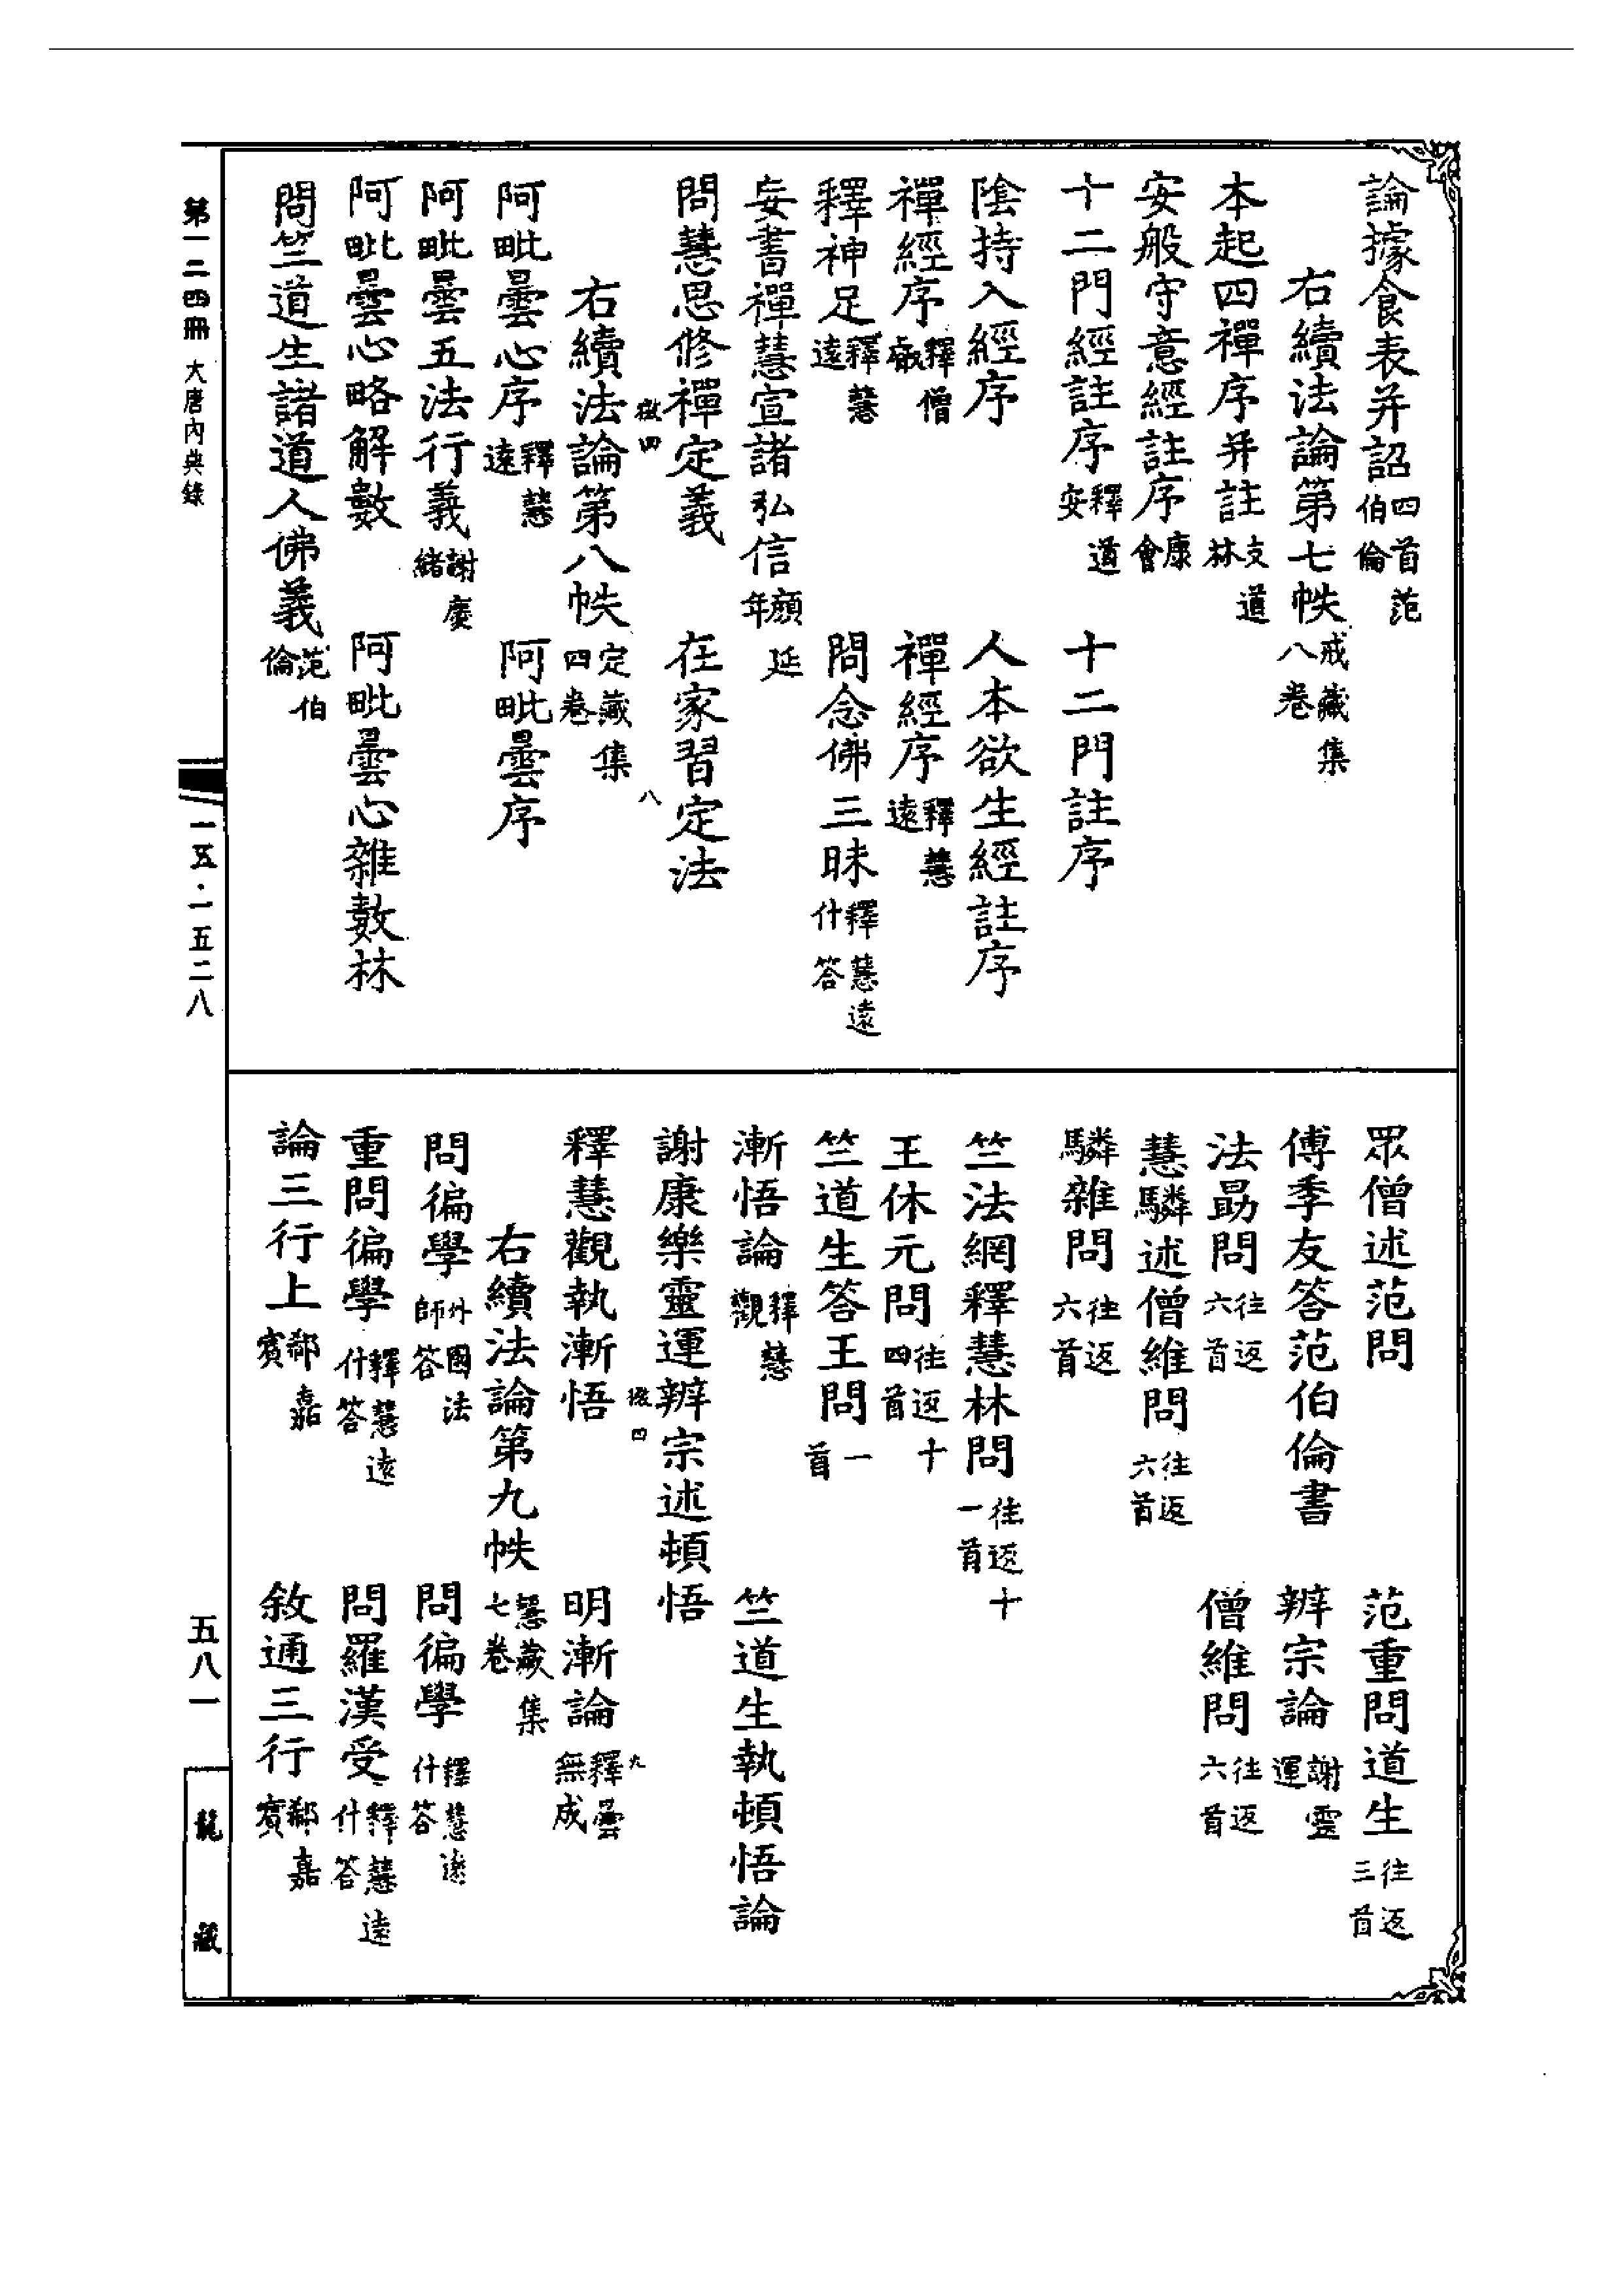 論據食表并詔四首范伯倫
右續法論第七帙戒藏集八卷
本起四禪序并註支道林
安般守意經註序康會
十二門經註序釋道安 十二門註序
陰持入經序 人本欲生經註序
禪經序釋僧叡 禪經序釋慧遠
釋神足釋慧遠 問念佛三昧釋慧遠什答
妄書禪慧宣諸弘信顏延年
問慧思修禪定義 在家習定法
微四 八
右續法論第八帙定藏集四卷
阿毗曇心序釋慧遠 阿毗曇序
阿毗曇五法行義謝慶緒
阿毗曇心略解數 阿毗曇心雜數林
問竺道生諸道人佛義范伯倫
眾僧述范問 范重問道生往返三首
傅季友答范伯倫書 辨宗論謝靈運
法勗問往返六首 僧維問往返六首
慧驎述僧維問往返六首
驎雜問往返六首
竺法網釋慧林問往返十一首
王休元問往返十四首
竺道生答王問一首
漸悟論釋慧觀 竺道生執頓悟論
謝康樂靈運辨宗述頓悟
微四 九
釋慧觀執漸悟 明漸論釋曇無成
右續法論第九帙慧藏集七卷
問徧學外國法師答 問徧學釋慧遠什答
重問徧學釋慧遠什答 問羅漢受釋慧遠什答
論三行上郗嘉賓 敘通三行郗嘉賓
第一二四冊 大唐內典錄
一五·一五二八
五八一
龍藏